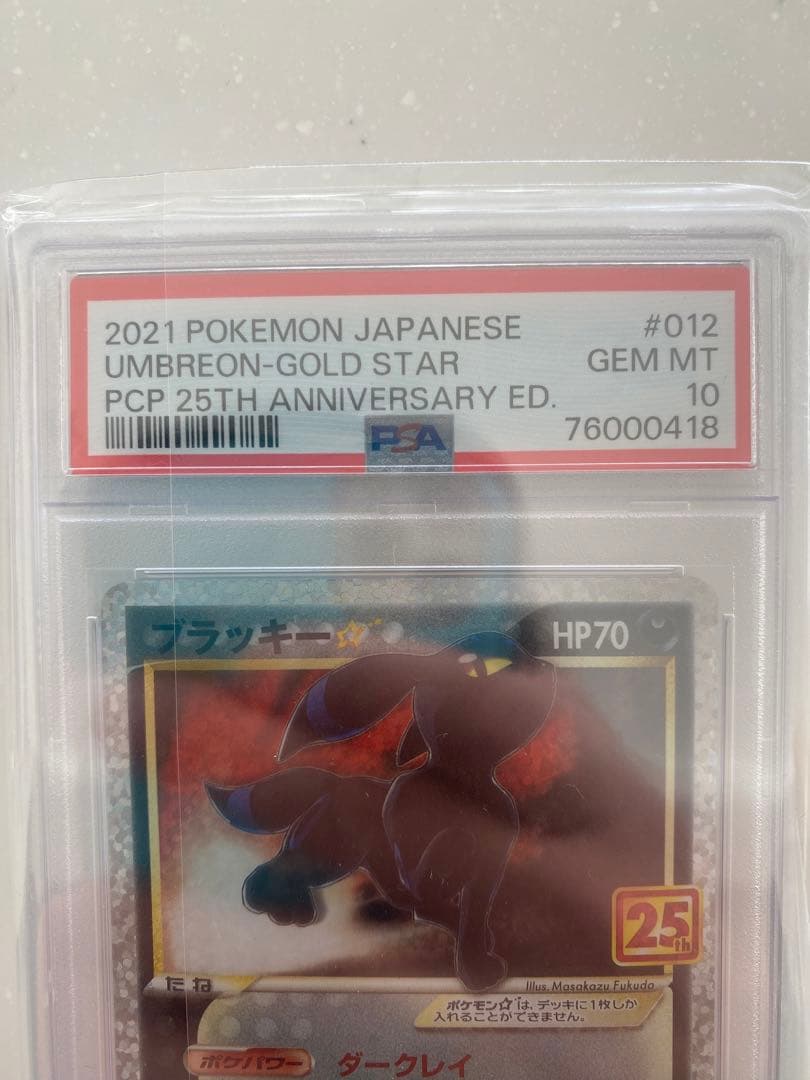 2021 POKEMON JAPANESE #012
UMBREON-GOLD STAR GEM MT
PCP 25TH ANNIVERSARY ED. 10
PSA 76000418
ブラッキー☆ HP70
25th
たね Illus. Masakazu Fukuda
ポケモン☆は、デッキに1枚しか
入れることができません。
ポケパワー ダークレイ